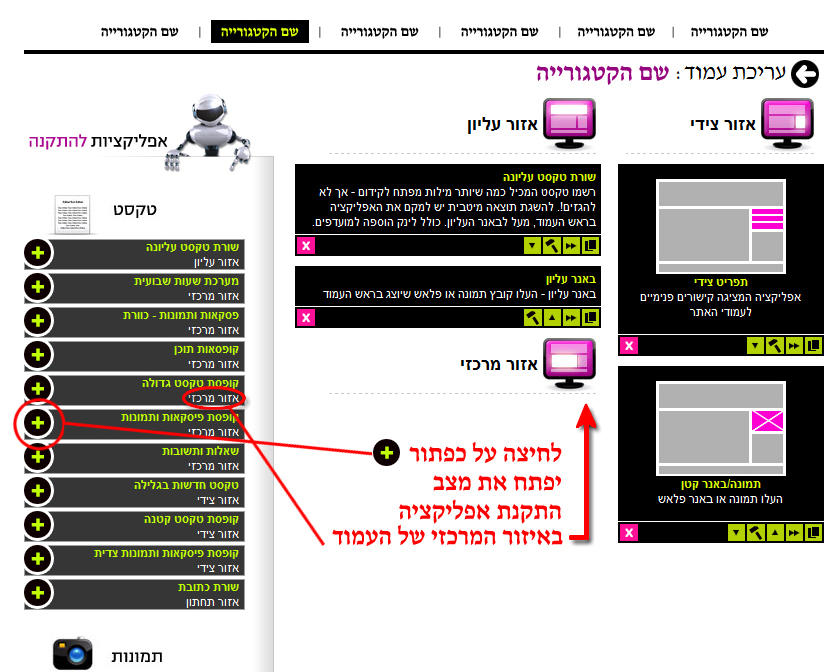 שם הקטגורייה | שם הקטגורייה | שם הקטגורייה | שם הקטגורייה | שם הקטגורייה | שם הקטגורייה
עריכת עמוד : שם הקטגורייה
אזור צידי
תפריט צידי
אפליקציה המציגה קישורים פנימיים
לעמודי האתר
תמונה/באנר קטן
העלו תמונה או באנר פלאש
אזור עליון
שורת טקסט עליונה
רשמו טקסט המכיל כמה שיותר מילות מפתח לקידום - אך לא
להגזים!. להשגת תוצאה מיטבית יש למקם את האפליקציה
בראש העמוד, מעל לבאנר העליון. כולל לינק הוספה למועדפים.
X
באנר עליון
באנר עליון - העלו קובץ תמונה או פלאש שיוצג בראש העמוד
X
אזור מרכזי
לחיצה על כפתור
יפתח את מצב
התקנת אפליקציה
באיזור המרכזי של העמוד
X
X
אפליקציות להתקנה
טקסט
שורת טקסט עליונה
אזור עליון
מערכת שעות שבועית
אזור מרכזי
פסקאות ותמונות - כוורת
אזור מרכזי
קופסאות תוכן
אזור מרכזי
קופסת טקסט גדולה
אזור מרכזי
קופסת פיסקאות ותמונות
אזור מרכזי
שאלות ותשובות
אזור מרכזי
טקסט חדשות בגלילה
אזור צידי
קופסת טקסט קטנה
אזור צידי
קופסת פיסקאות ותמונות צדית
אזור צידי
שורת כתובת
אזור תחתון
תמונות